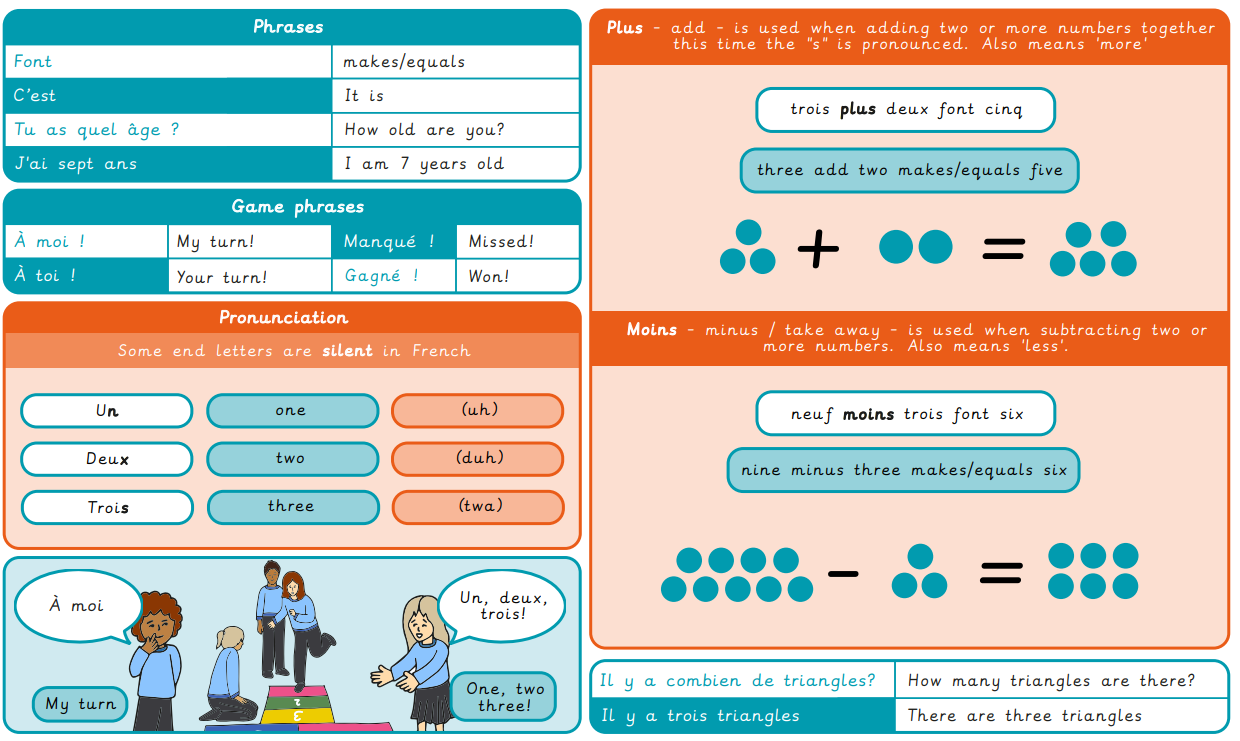 Phrases
Font makes/equals
C'est It is
Tu as quel âge ? How old are you?
J'ai sept ans I am 7 years old
Game phrases
À moi ! My turn! Manqué ! Missed!
À toi ! Your turn! Gagné ! Won!
Pronunciation
Some end letters are silent in French
Un one (uh)
Deux two (duh)
Trois three (twa)
À moi
My turn
Un, deux,
trois!
One, two
three!
2
3
Plus - add - is used when adding two or more numbers together
this time the "s" is pronounced. Also means 'more'
trois plus deux font cinq
three add two makes/equals five
+ =
Moins - minus / take away - is used when subtracting two or
more numbers. Also means 'less'.
neuf moins trois font six
nine minus three makes/equals six
- =
Il y a combien de triangles? How many triangles are there?
Il y a trois triangles There are three triangles